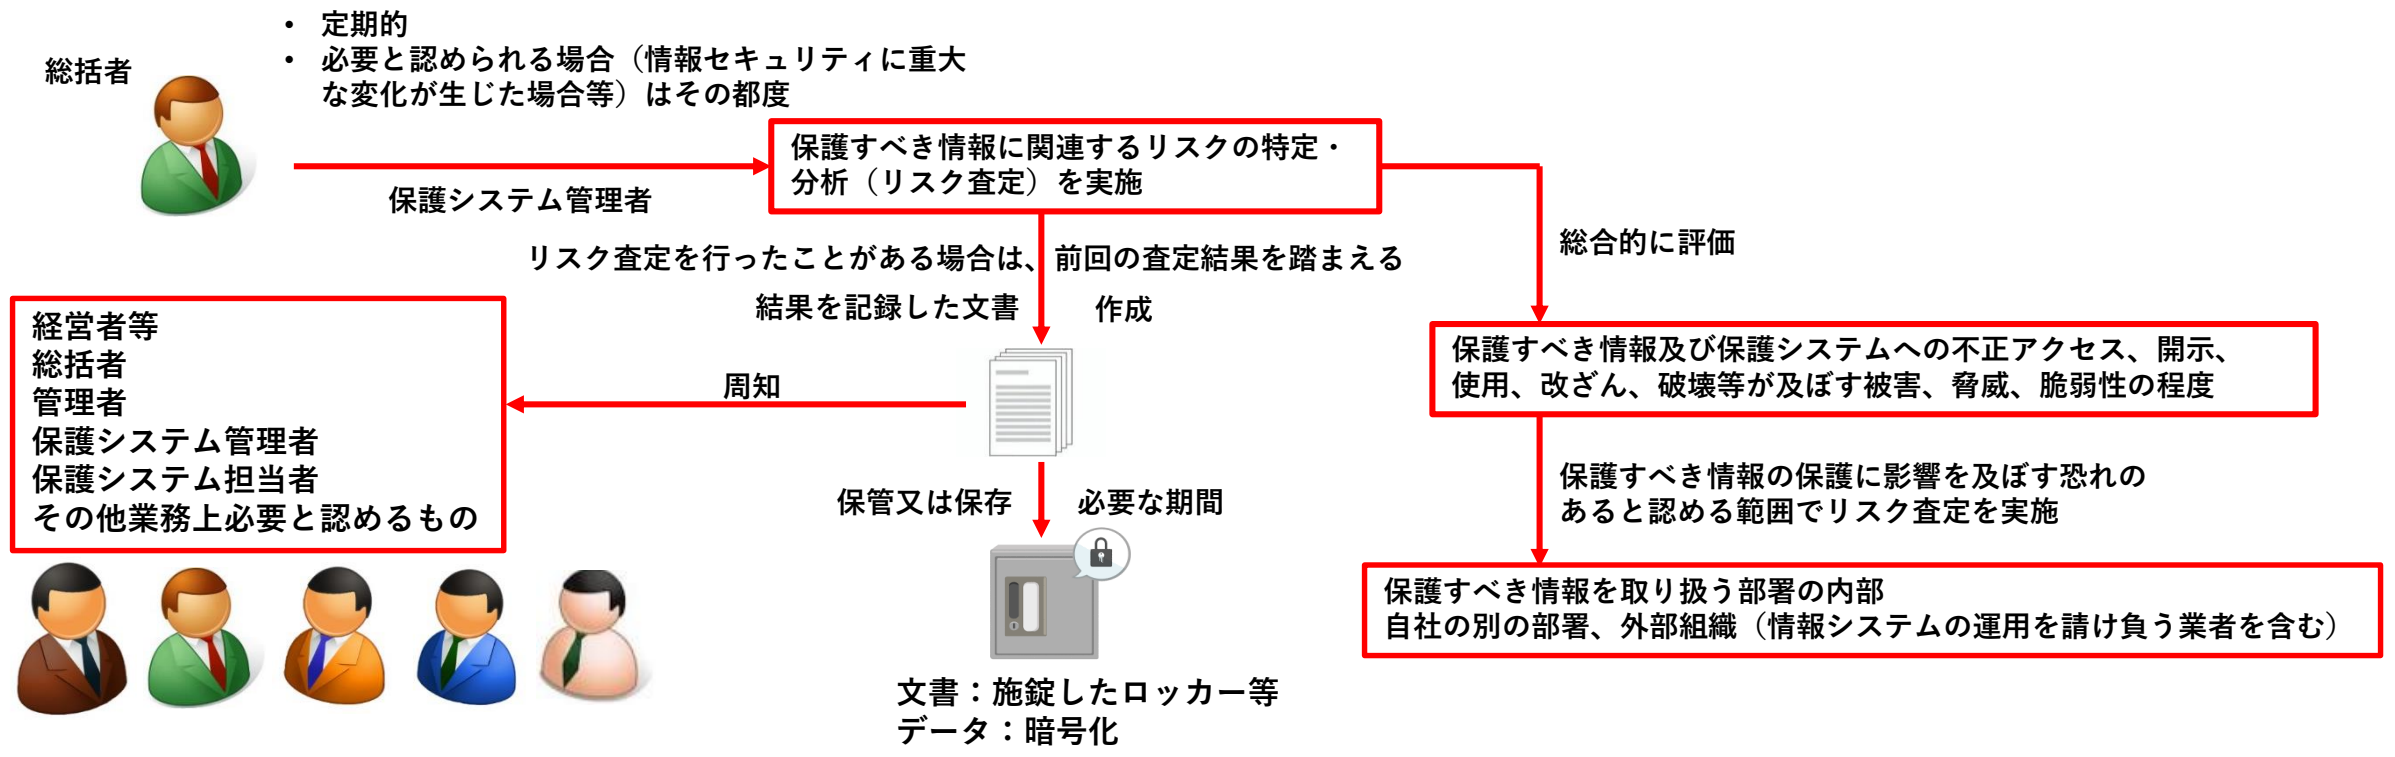 総括者
• 定期的
• 必要と認められる場合（情報セキュリティに重大
な変化が生じた場合等）はその都度
保護すべき情報に関連するリスクの特定・
分析（リスク査定）を実施
保護システム管理者
リスク査定を行ったことがある場合は、前回の査定結果を踏まえる
総合的に評価
結果を記録した文書 作成
経営者等
総括者
管理者
保護システム管理者
保護システム担当者
その他業務上必要と認めるもの
周知
保護すべき情報及び保護システムへの不正アクセス、開示、
使用、改ざん、破壊等が及ぼす被害、脅威、脆弱性の程度
保管又は保存 必要な期間
保護すべき情報の保護に影響を及ぼす恐れの
あると認める範囲でリスク査定を実施
保護すべき情報を取り扱う部署の内部
自社の別の部署、外部組織（情報システムの運用を請け負う業者を含む）
文書：施錠したロッカー等
データ：暗号化